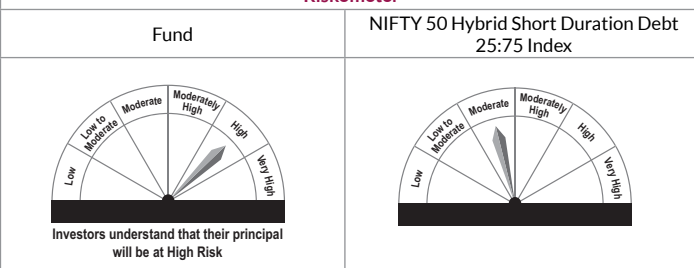 Riskometer
Fund
NIFTY 50 Hybrid Short Duration Debt
25:75 Index
Low
Low to
Moderate
Moderate
Moderately
High
High
Very High
Investors understand that their principal
will be at High Risk
Low
Low to
Moderate
Moderate
Moderately
High
High
Very High